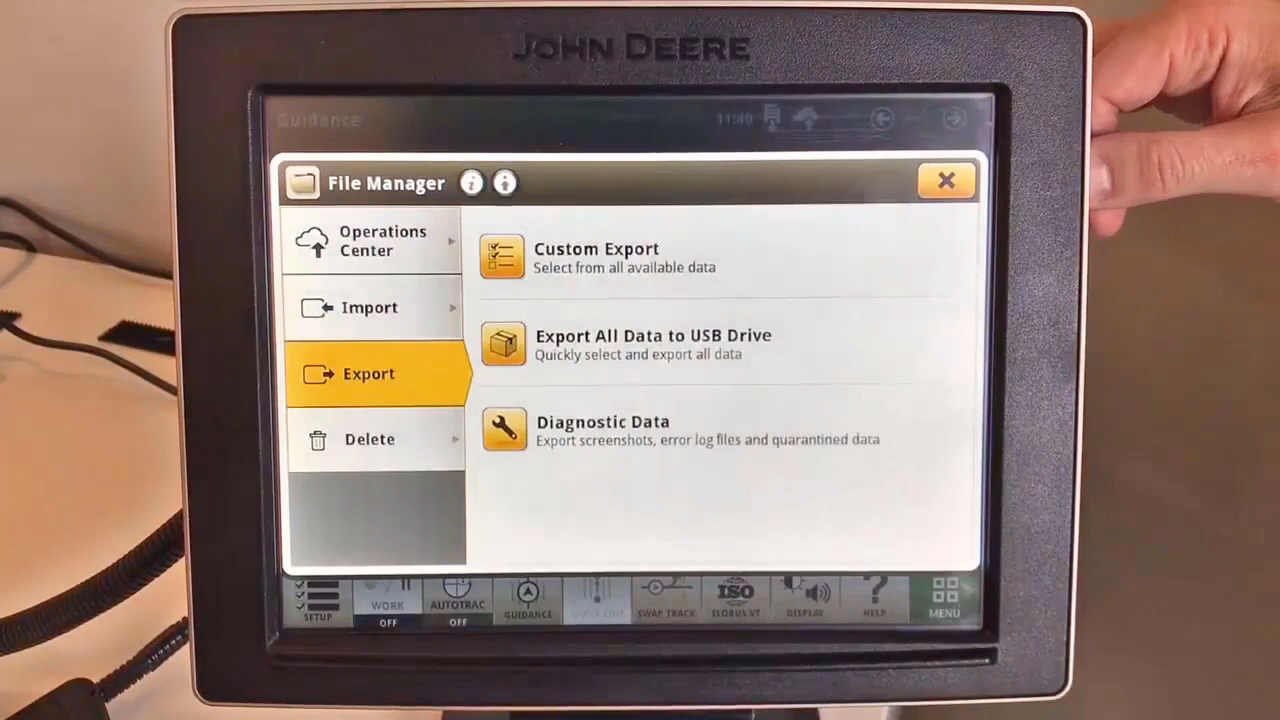 JOHN DEERE
Guidance
11:40
File Manager
Operations
Center
Import
Export
Delete
Custom Export
Select from all available data
Export All Data to USB Drive
Quickly select and export all data
Diagnostic Data
Export screenshots, error log files and quarantined data
SETUP
WORK
OFF
AUTOTRAC
OFF
GUIDANCE
SWAP TRACK
ISO
ISOBUS VT
DISPLAY
HELP
MENU